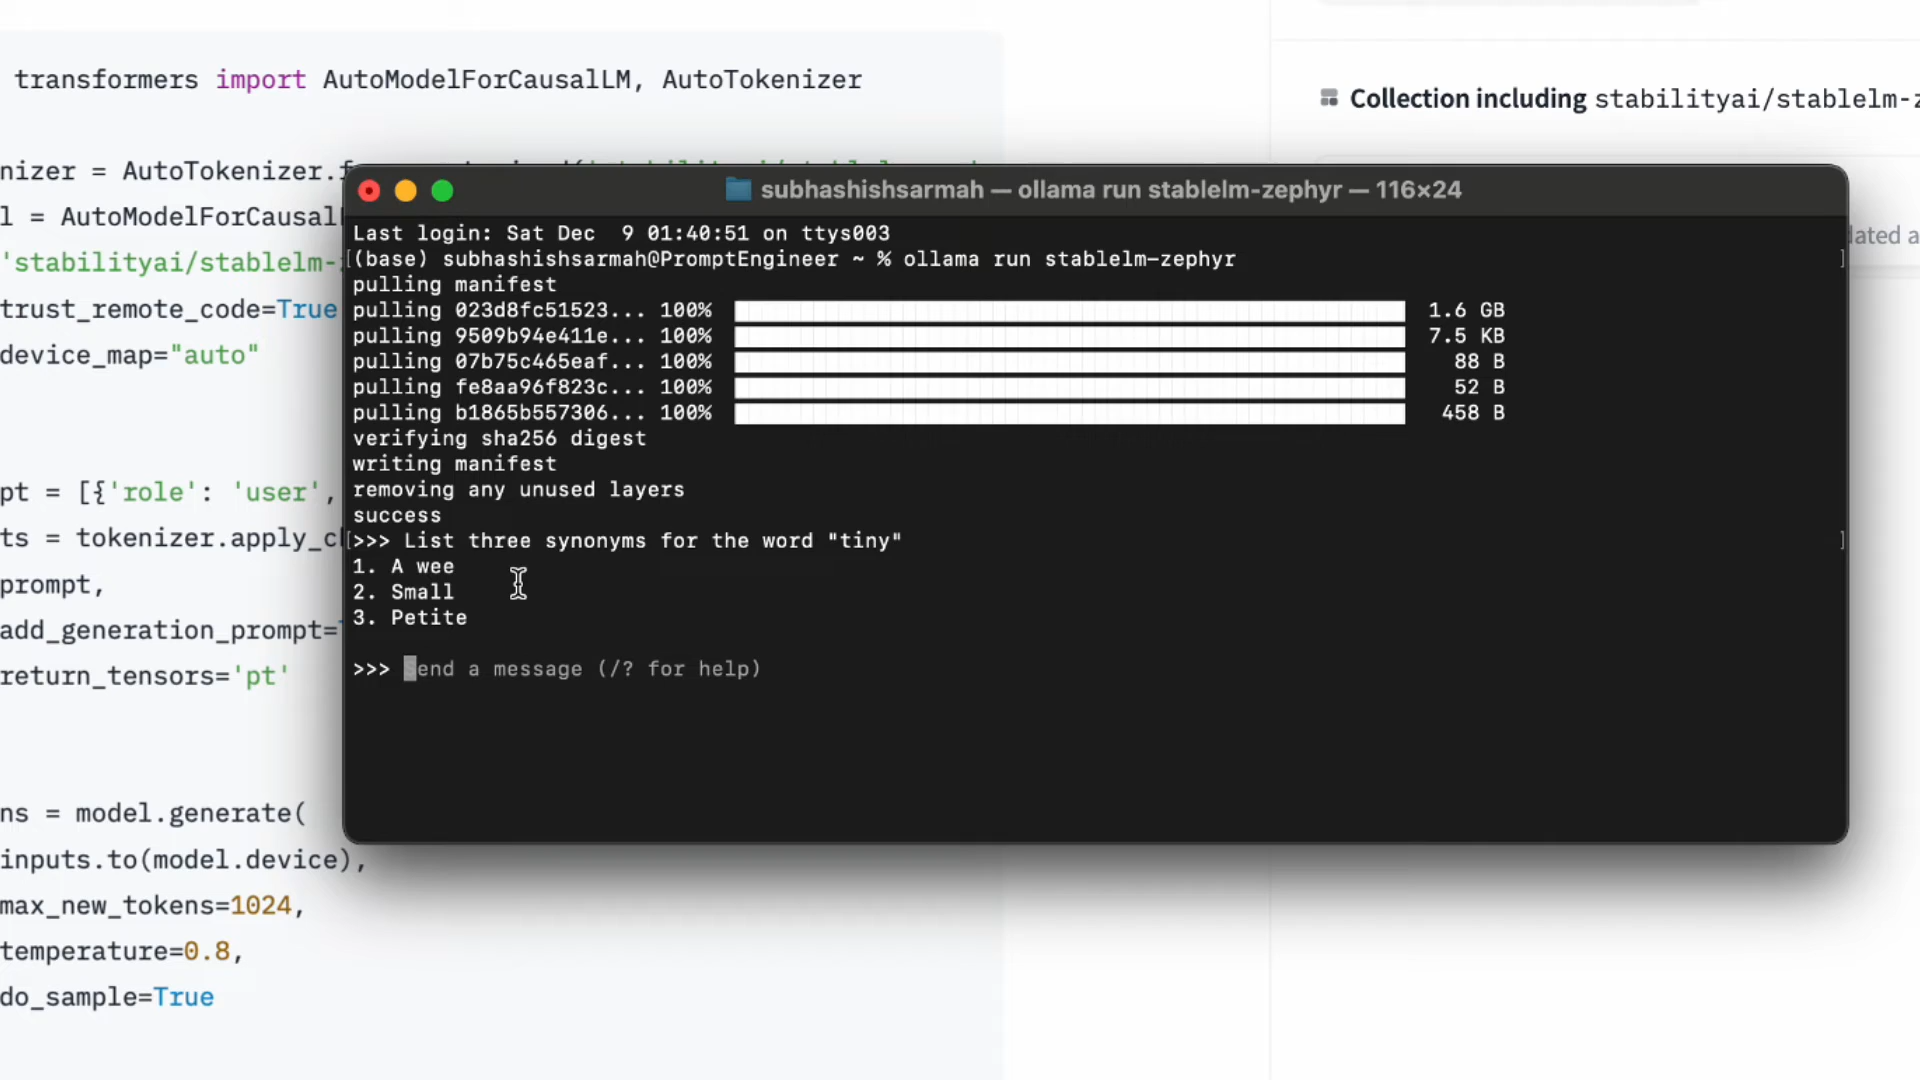 transformers import AutoModelForCausalLM, AutoTokenizer
Collection including stabilityai/stablelm-z
nizer = AutoTokenizer.f
l = AutoModelForCausalL
'stabilityai/stablelm-
trust_remote_code=True
device_map="auto"
pt = [{'role': 'user',
ts = tokenizer.apply_c
prompt,
add_generation_prompt=
return_tensors='pt'
ns = model.generate(
inputs.to(model.device),
max_new_tokens=1024,
temperature=0.8,
do_sample=True
dated a
subhashishsarmah — ollama run stablelm-zephyr — 116×24
Last login: Sat Dec  9 01:40:51 on ttys003
[(base) subhashishsarmah@PromptEngineer ~ % ollama run stablelm-zephyr ]
pulling manifest
pulling 023d8fc51523... 100% 1.6 GB
pulling 9509b94e411e... 100% 7.5 KB
pulling 07b75c465eaf... 100% 88 B
pulling fe8aa96f823c... 100% 52 B
pulling b1865b557306... 100% 458 B
verifying sha256 digest
writing manifest
removing any unused layers
success
[>>> List three synonyms for the word "tiny" ]
1. A wee
2. Small
3. Petite
>>> Send a message (/? for help)